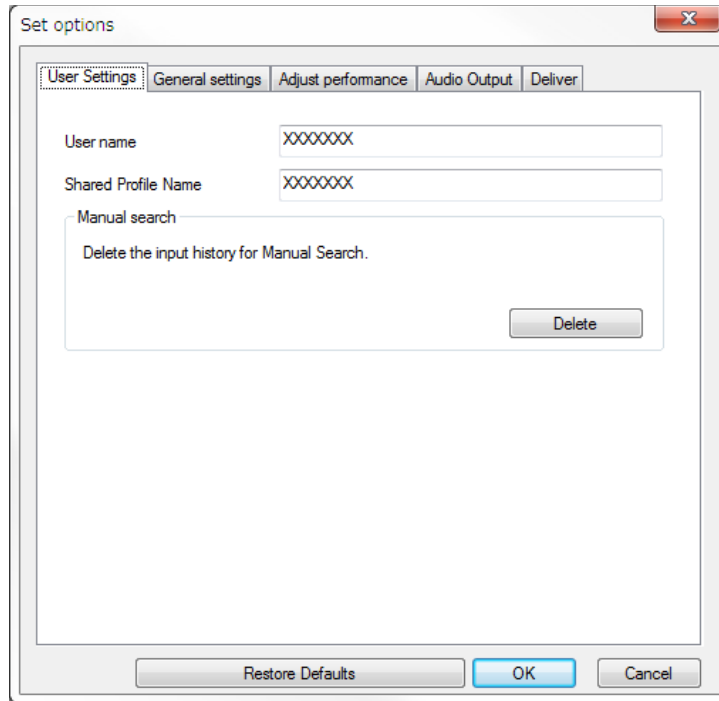 Set options
User Settings General settings Adjust performance Audio Output Deliver
User name XXXXXXX
Shared Profile Name XXXXXXX
Manual search
Delete the input history for Manual Search.
Delete
Restore Defaults OK Cancel